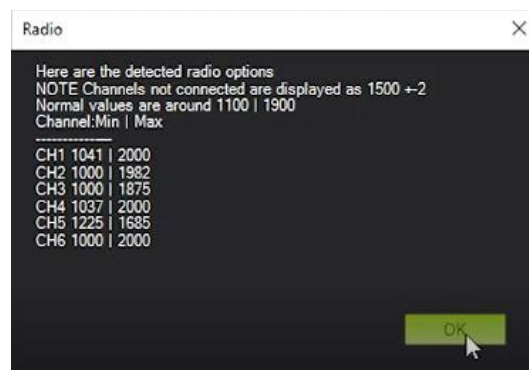 Radio
Here are the detected radio options
NOTE Channels not connected are displayed as 1500 +-2
Normal values are around 1100 | 1900
Channel:Min | Max
--------------
CH1 1041 | 2000
CH2 1000 | 1982
CH3 1000 | 1875
CH4 1037 | 2000
CH5 1225 | 1685
CH6 1000 | 2000
OK